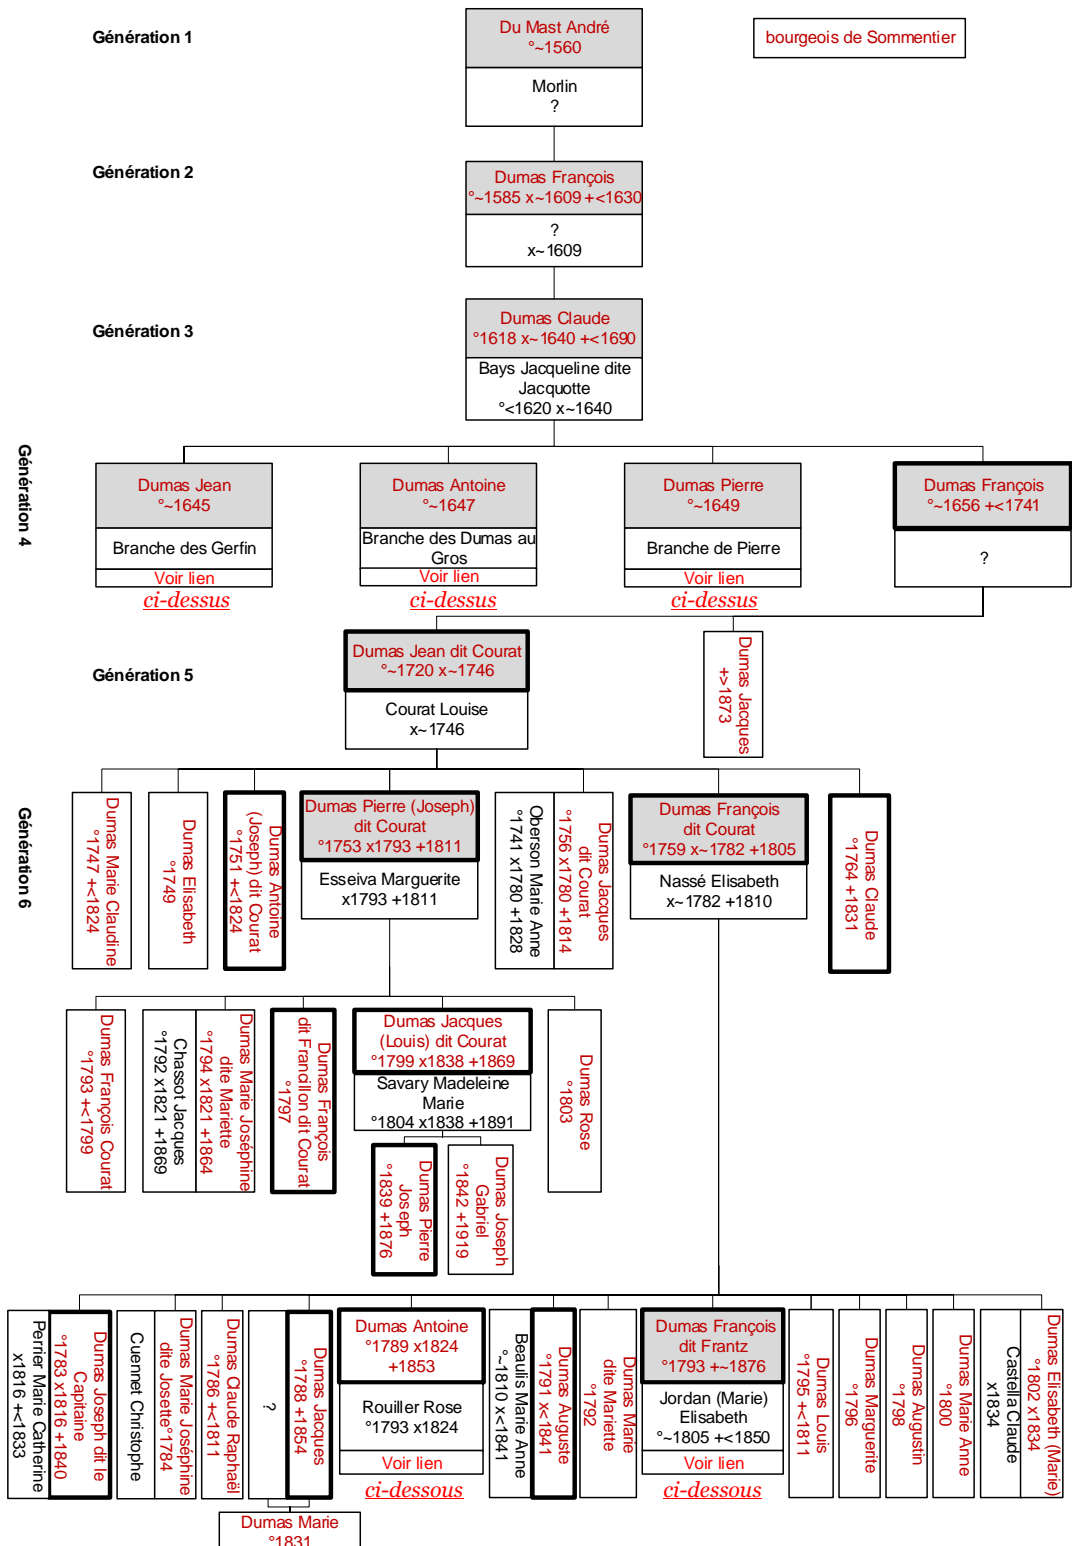 Génération 1
Du Mast André
°~1560
Morlin
?
bourgeois de Sommentier
Génération 2
Dumas François
°~1585 x~1609 +<1630
?
x~1609
Génération 3
Dumas Claude
°1618 x~1640 +<1690
Bays Jacqueline dite
Jacquotte
°<1620 x~1640
Génération 4
Dumas Jean
°~1645
Branche des Gerfin
Voir lien
ci-dessus
Dumas Antoine
°~1647
Branche des Dumas au
Gros
Voir lien
ci-dessus
Dumas Pierre
°~1649
Branche de Pierre
Voir lien
ci-dessus
Dumas François
°~1656 +<1741
?
Génération 5
Dumas Jean dit Courat
°~1720 x~1746
Courat Louise
x~1746
Dumas Jacques
+>1873
Génération 6
Dumas Marie Claudine
°1747 +<1824
Dumas Elisabeth
°1749
Dumas Antoine
(Joseph) dit Courat
°1751 +<1824
Dumas Pierre (Joseph)
dit Courat
°1753 x1793 +1811
Esseiva Marguerite
x1793 +1811
Dumas Jacques
dit Courat
°1756 x1780 +1814
Oberson Marie Anne
°1741 x1780 +1828
Dumas François
dit Courat
°1759 x~1782 +1805
Nassé Elisabeth
x~1782 +1810
Dumas Claude
°1764 +1831
Dumas François Courat
°1793 +<1799
Dumas Marie Joséphine
dite Mariette
°1794 x1821 +1864
Chassot Jacques
°1792 x1821 +1869
Dumas François
dit Francillon dit Courat
°1797
Dumas Jacques
(Louis) dit Courat
°1799 x1838 +1869
Savary Madeleine
Marie
°1804 x1838 +1891
Dumas Rose
°1803
Dumas Pierre
Joseph
°1839 +1876
Dumas Joseph
Gabriel
°1842 +1919
Dumas Joseph dit le
Capitaine
°1783 x1816 +1840
Perrier Marie Catherine
x1816 +<1833
Dumas Marie Joséphine
dite Josette°1784
Cuennet Christophe
Dumas Claude Raphaël
°1786 +<1811
Dumas Jacques
°1788 +1854
?
Dumas Antoine
°1789 x1824
+1853
Rouiller Rose
°1793 x1824
Voir lien
ci-dessous
Dumas Auguste
°1791 x<1841
Beaulis Marie Anne
°~1810 x<1841
Dumas Marie
dite Mariette
°1792
Dumas François
dit Frantz
°1793 +~1876
Jordan (Marie)
Elisabeth
°~1805 +<1850
Voir lien
ci-dessous
Dumas Louis
°1795 +<1811
Dumas Marguerite
°1796
Dumas Augustin
°1798
Dumas Marie Anne
°1800
Dumas Elisabeth (Marie)
°1802 x1834
Castella Claude
x1834
Dumas Marie
°1831